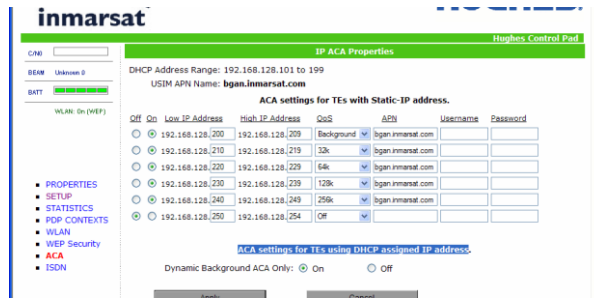 inmarsat
HUGHES.
Hughes Control Pad
C/N0
IP ACA Properties
BEAM Unknown 0
DHCP Address Range: 192.168.128.101 to 199
USIM APN Name: bgan.inmarsat.com
BATT
ACA settings for TEs with Static-IP address.
WLAN: On (WEP)
Off On Low IP Address High IP Address QoS APN Username Password
192.168.128. 200 192.168.128. 209 Background bgan.inmarsat.com
192.168.128. 210 192.168.128. 219 32k bgan.inmarsat.com
192.168.128. 220 192.168.128. 229 64k bgan.inmarsat.com
192.168.128. 230 192.168.128. 239 128k bgan.inmarsat.com
192.168.128. 240 192.168.128. 249 256k bgan.inmarsat.com
192.168.128. 250 192.168.128. 254 Off
PROPERTIES
SETUP
STATISTICS
PDP CONTEXTS
WLAN
WEP Security
ACA
ISDN
ACA settings for TEs using DHCP assigned IP address.
Dynamic Background ACA Only: On Off
Apply Cancel